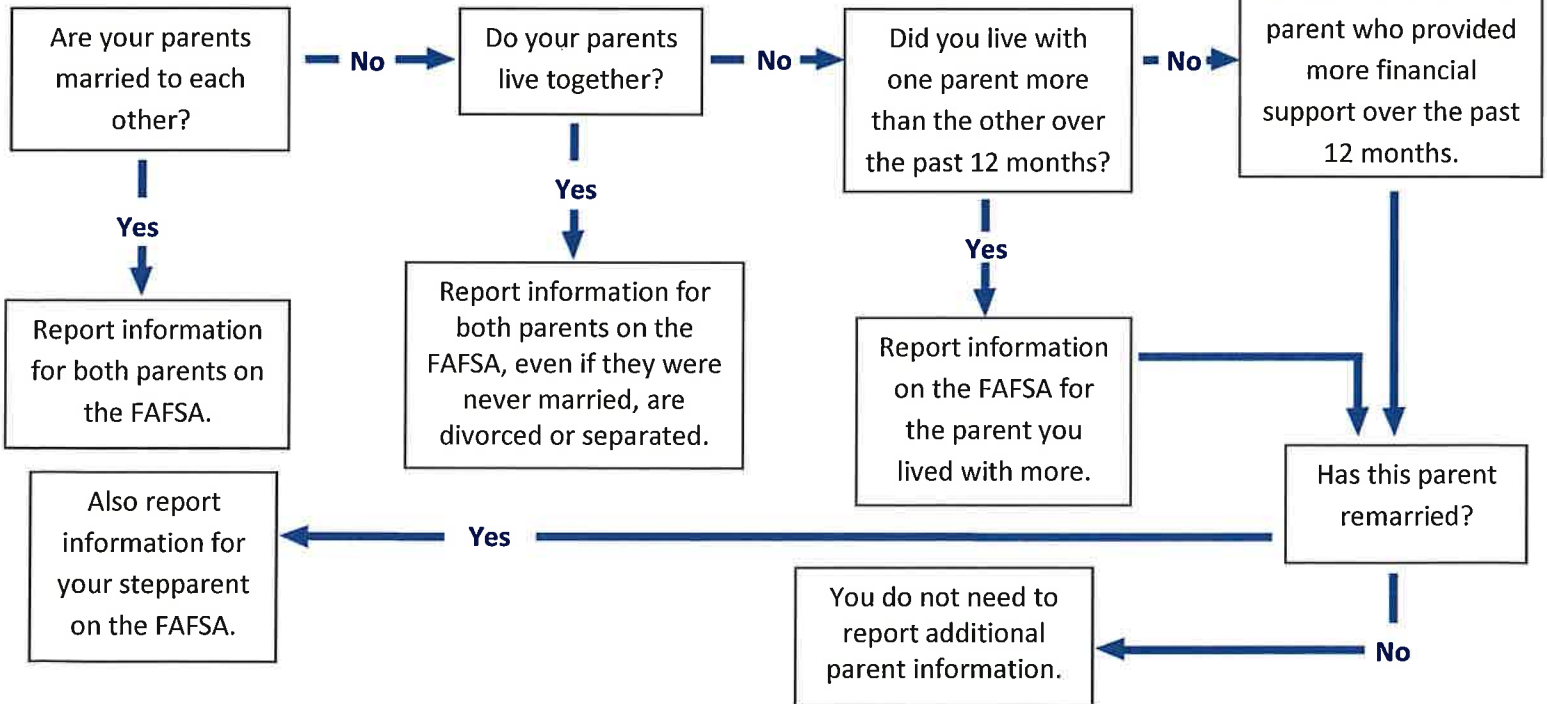 Are your parents
married to each
other?
No
Do your parents
live together?
No
Did you live with
one parent more
than the other over
the past 12 months?
No
parent who provided
more financial
support over the past
12 months.
Yes
Report information
for both parents on
the FAFSA.
Yes
Report information for
both parents on the
FAFSA, even if they were
never married, are
divorced or separated.
Yes
Report information
on the FAFSA for
the parent you
lived with more.
Has this parent
remarried?
Yes
Also report
information for
your stepparent
on the FAFSA.
No
You do not need to
report additional
parent information.